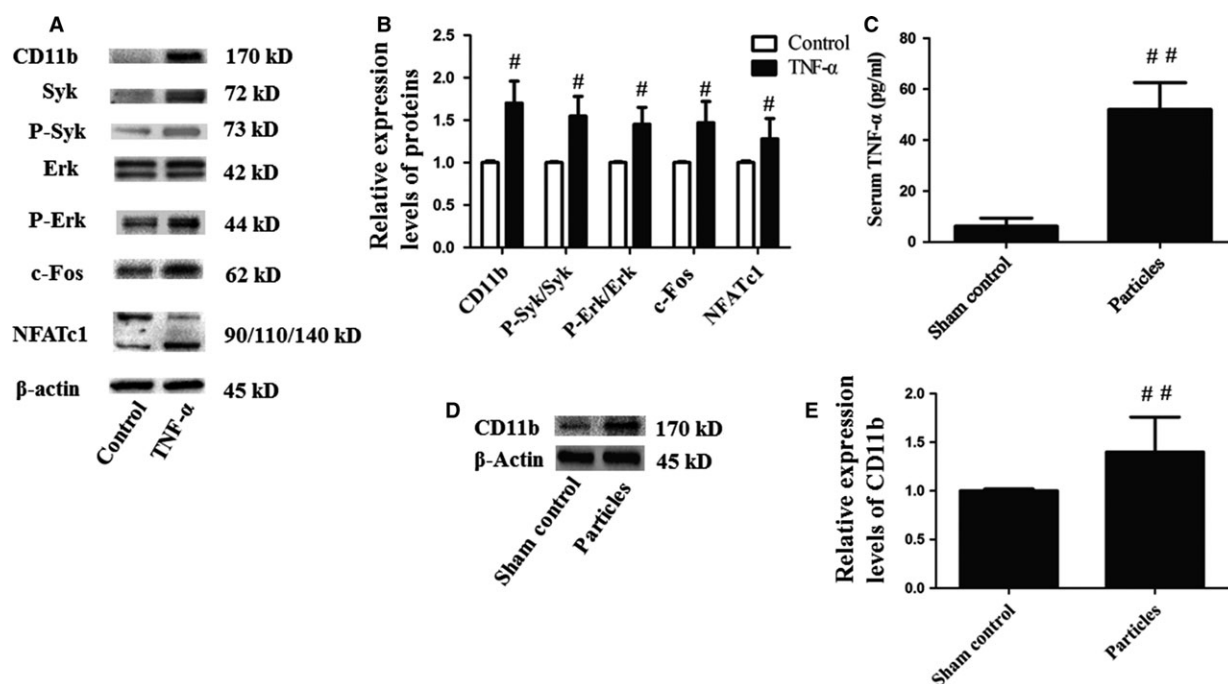 A
CD11b 170 kD
Syk 72 kD
P-Syk 73 kD
Erk 42 kD
P-Erk 44 kD
c-Fos 62 kD
NFATc1 90/110/140 kD
β-actin 45 kD
Control TNF-α
B
Control
TNF-α
Relative expression
levels of proteins
2.5
2.0
1.5
1.0
0.5
0.0
# # # # #
CD11b P-Syk/Syk P-Erk/Erk c-Fos NFATc1
C
Serum TNF-α (pg/ml)
80
60
40
20
0
# #
Sham control Particles
D
CD11b 170 kD
β-Actin 45 kD
Sham control Particles
E
Relative expression
levels of CD11b
2.0
1.5
1.0
0.5
0.0
# #
Sham control Particles